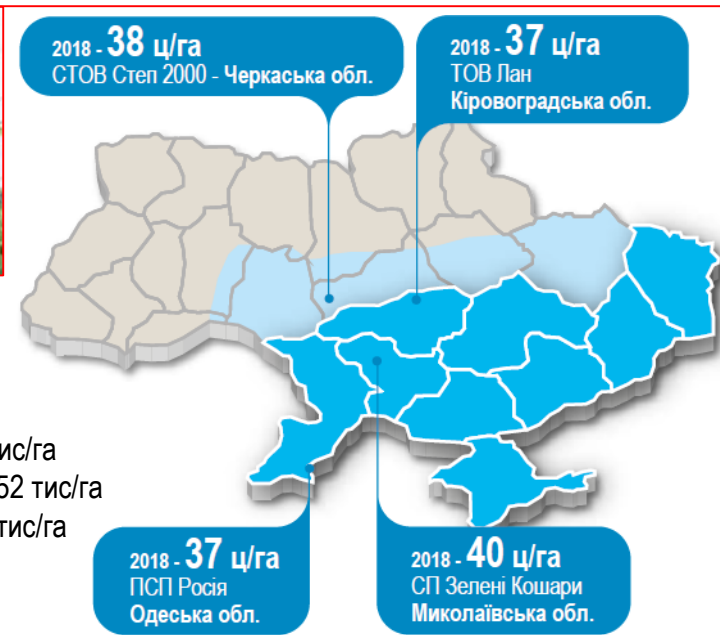 2018 - 38 ц/га
СТОВ Степ 2000 - Черкаська обл.
2018 - 37 ц/га
ТОВ Лан
Кіровоградська обл.
тис/га
52 тис/га
тис/га
2018 - 37 ц/га
ПСП Росія
Одеська обл.
2018 - 40 ц/га
СП Зелені Кошари
Миколаївська обл.